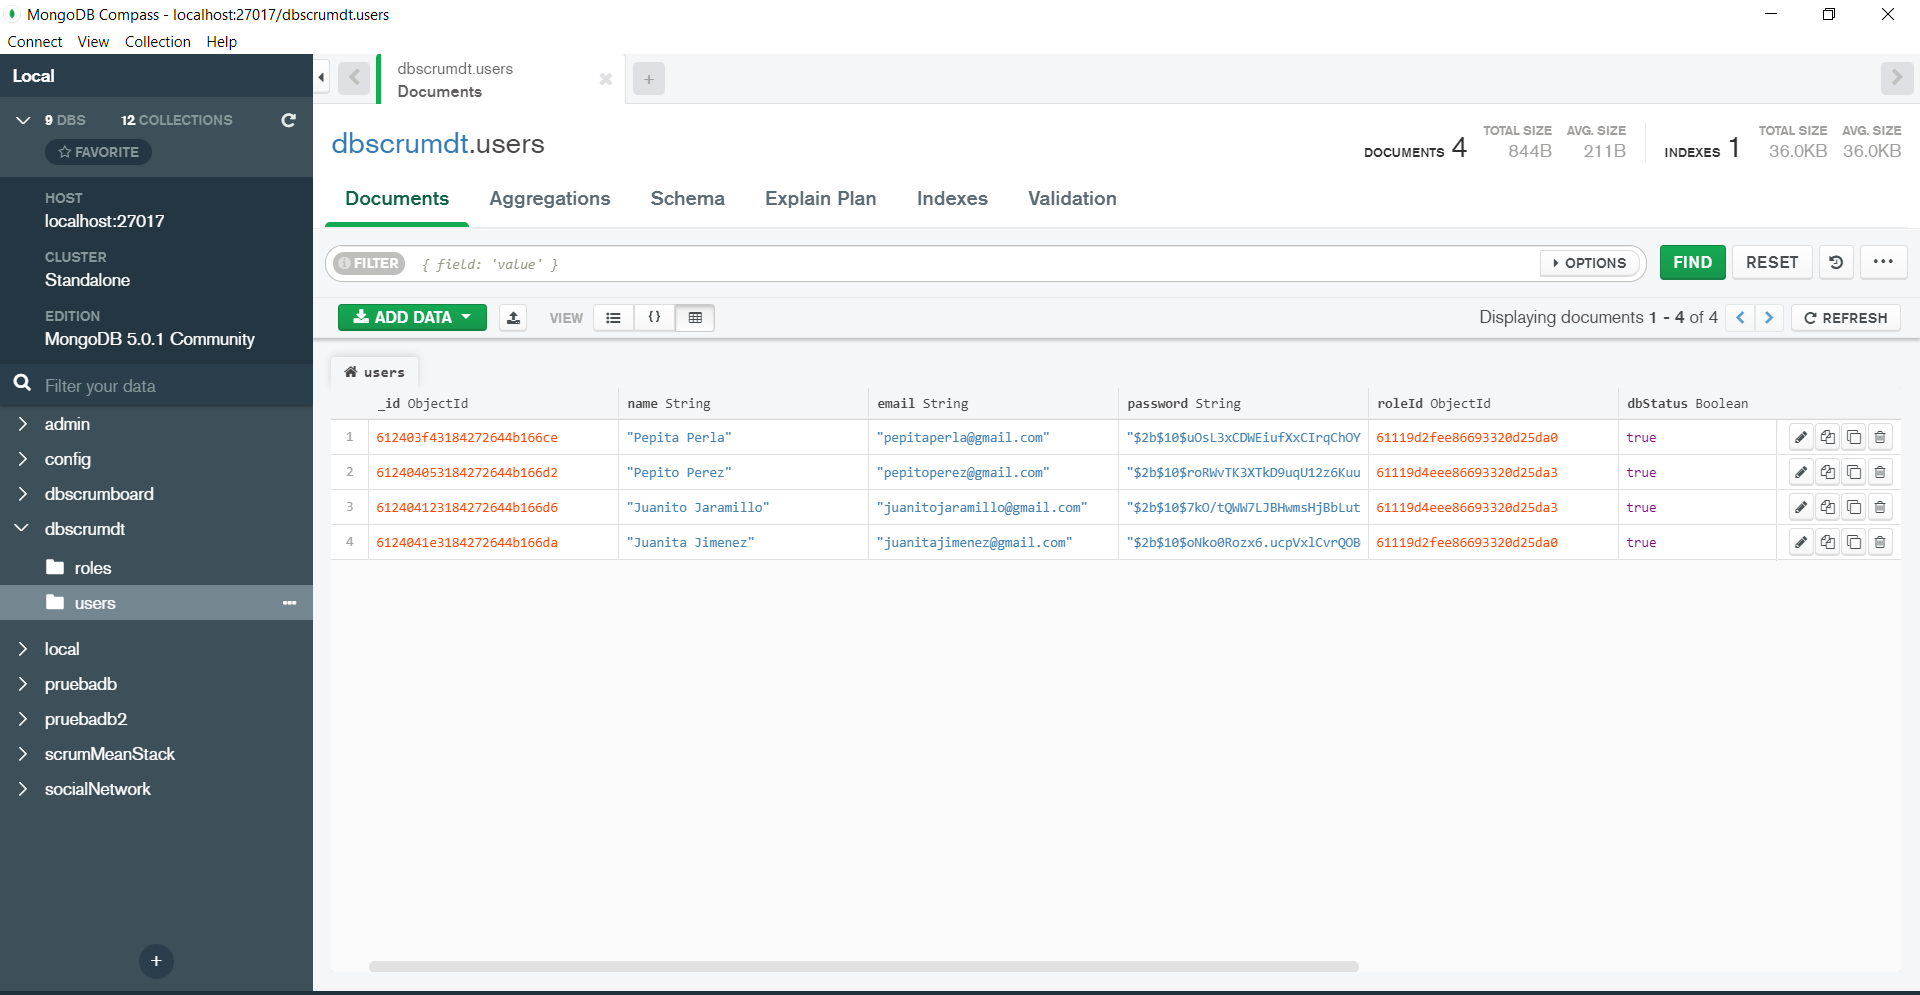 MongoDB Compass - localhost:27017/dbscrumdt.users
Connect View Collection Help
Local
9 DBS 12 COLLECTIONS
FAVORITE
HOST
localhost:27017
CLUSTER
Standalone
EDITION
MongoDB 5.0.1 Community
Filter your data
admin
config
dbscrumboard
dbscrumdt
roles
users
local
pruebadb
pruebadb2
scrumMeanStack
socialNetwork
dbscrumdt.users
Documents
dbscrumdt.users
DOCUMENTS 4 TOTAL SIZE 844B AVG. SIZE 211B INDEXES 1 TOTAL SIZE 36.0KB AVG. SIZE 36.0KB
Documents Aggregations Schema Explain Plan Indexes Validation
FILTER { field: 'value' } OPTIONS FIND RESET
ADD DATA VIEW {} Displaying documents 1 - 4 of 4 REFRESH
users
_id ObjectId name String email String password String roleId ObjectId dbStatus Boolean
1 612403f43184272644b166ce "Pepita Perla" "pepitaperla@gmail.com" "$2b$10$uOsL3xCDWEiufXxCIrqChOY 61119d2fee86693320d25da0 true
2 612404053184272644b166d2 "Pepito Perez" "pepitoperez@gmail.com" "$2b$10$roRWvTK3XTkD9uqU12z6Kuu 61119d4eee86693320d25da3 true
3 612404123184272644b166d6 "Juanito Jaramillo" "juanitojaramillo@gmail.com" "$2b$10$7kO/tQWW7LJBHwmsHjBbLut 61119d4eee86693320d25da3 true
4 6124041e3184272644b166da "Juanita Jimenez" "juanitajimenez@gmail.com" "$2b$10$oNko0Rozx6.ucpVxlCvrQOB 61119d2fee86693320d25da0 true